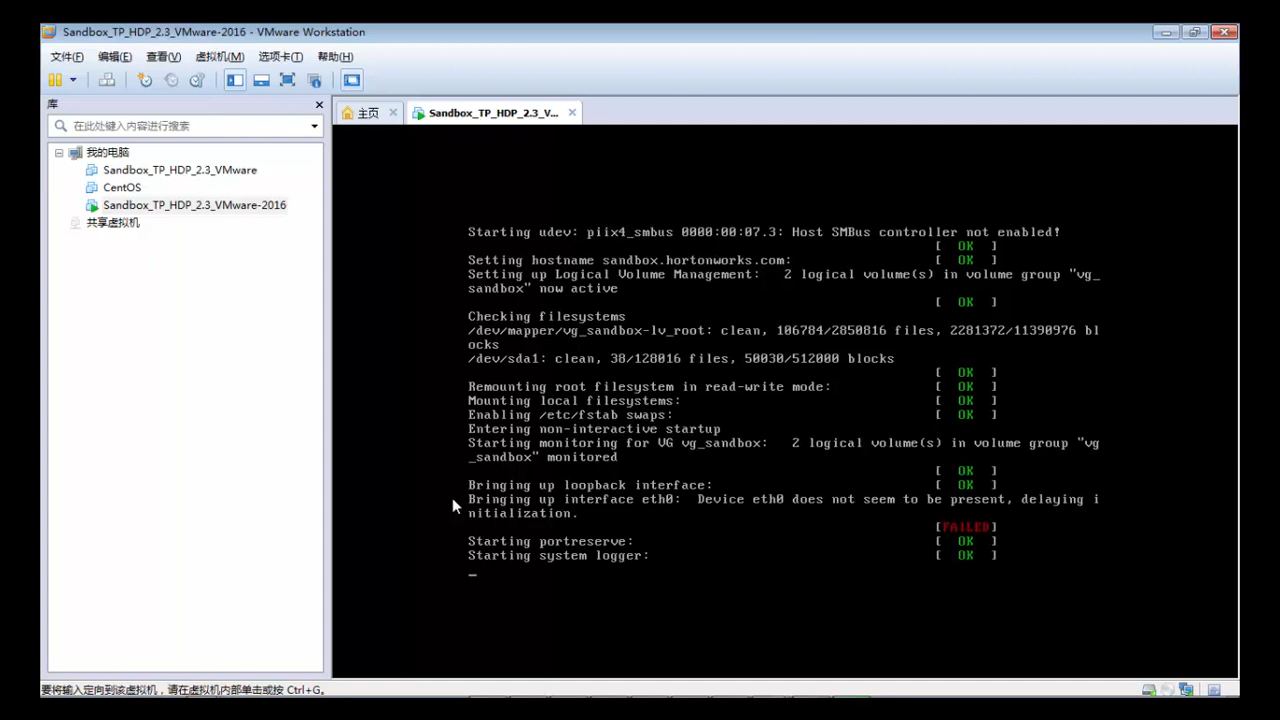 Sandbox_TP_HDP_2.3_VMware-2016 - VMware Workstation
文件(F) 编辑(E) 查看(V) 虚拟机(M) 选项卡(T) 帮助(H)
库
在此处键入内容进行搜索
我的电脑
Sandbox_TP_HDP_2.3_VMware
CentOS
Sandbox_TP_HDP_2.3_VMware-2016
共享虚拟机
主页 Sandbox_TP_HDP_2.3_V...
Starting udev: piix4_smbus 0000:00:07.3: Host SMBus controller not enabled!
[ OK ]
Setting hostname sandbox.hortonworks.com: [ OK ]
Setting up Logical Volume Management: 2 logical volume(s) in volume group "vg_
sandbox" now active
[ OK ]
Checking filesystems
/dev/mapper/vg_sandbox-lv_root: clean, 106784/2850816 files, 2281372/11390976 bl
ocks
/dev/sda1: clean, 38/128016 files, 50030/512000 blocks
[ OK ]
Remounting root filesystem in read-write mode: [ OK ]
Mounting local filesystems: [ OK ]
Enabling /etc/fstab swaps: [ OK ]
Entering non-interactive startup
Starting monitoring for VG vg_sandbox: 2 logical volume(s) in volume group "vg
_sandbox" monitored
[ OK ]
Bringing up loopback interface: [ OK ]
Bringing up interface eth0: Device eth0 does not seem to be present, delaying i
nitialization.
[FAILED]
Starting portreserve: [ OK ]
Starting system logger: [ OK ]
_
要将输入定向到该虚拟机，请在虚拟机内部单击或按 Ctrl+G。